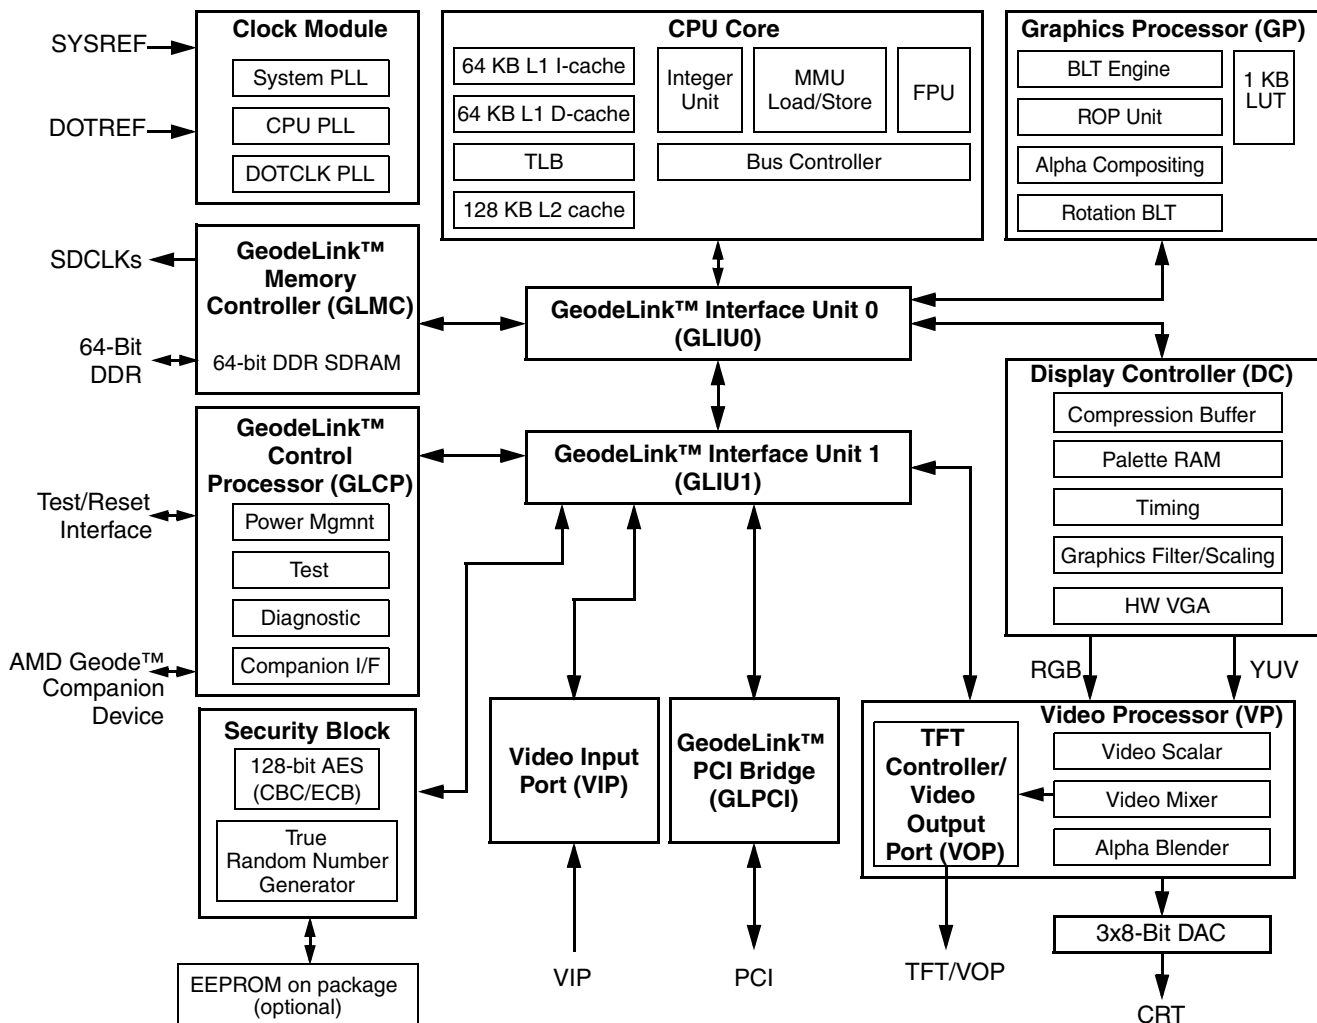 SYSREF
DOTREF
Clock Module
System PLL
CPU PLL
DOTCLK PLL
CPU Core
64 KB L1 I-cache
64 KB L1 D-cache
TLB
128 KB L2 cache
Integer
Unit
MMU
Load/Store
FPU
Bus Controller
Graphics Processor (GP)
BLT Engine
ROP Unit
Alpha Compositing
Rotation BLT
1 KB
LUT
SDCLKs
64-Bit
DDR
GeodeLink™
Memory
Controller (GLMC)
64-bit DDR SDRAM
GeodeLink™ Interface Unit 0
(GLIU0)
Display Controller (DC)
Compression Buffer
Palette RAM
Timing
Graphics Filter/Scaling
HW VGA
Test/Reset
Interface
AMD Geode™
Companion
Device
GeodeLink™
Control
Processor (GLCP)
Power Mgmnt
Test
Diagnostic
Companion I/F
GeodeLink™ Interface Unit 1
(GLIU1)
RGB
YUV
Security Block
128-bit AES
(CBC/ECB)
True
Random Number
Generator
EEPROM on package
(optional)
Video Input
Port (VIP)
VIP
GeodeLink™
PCI Bridge
(GLPCI)
PCI
Video Processor (VP)
TFT
Controller/
Video
Output
Port (VOP)
Video Scalar
Video Mixer
Alpha Blender
TFT/VOP
3x8-Bit DAC
CRT